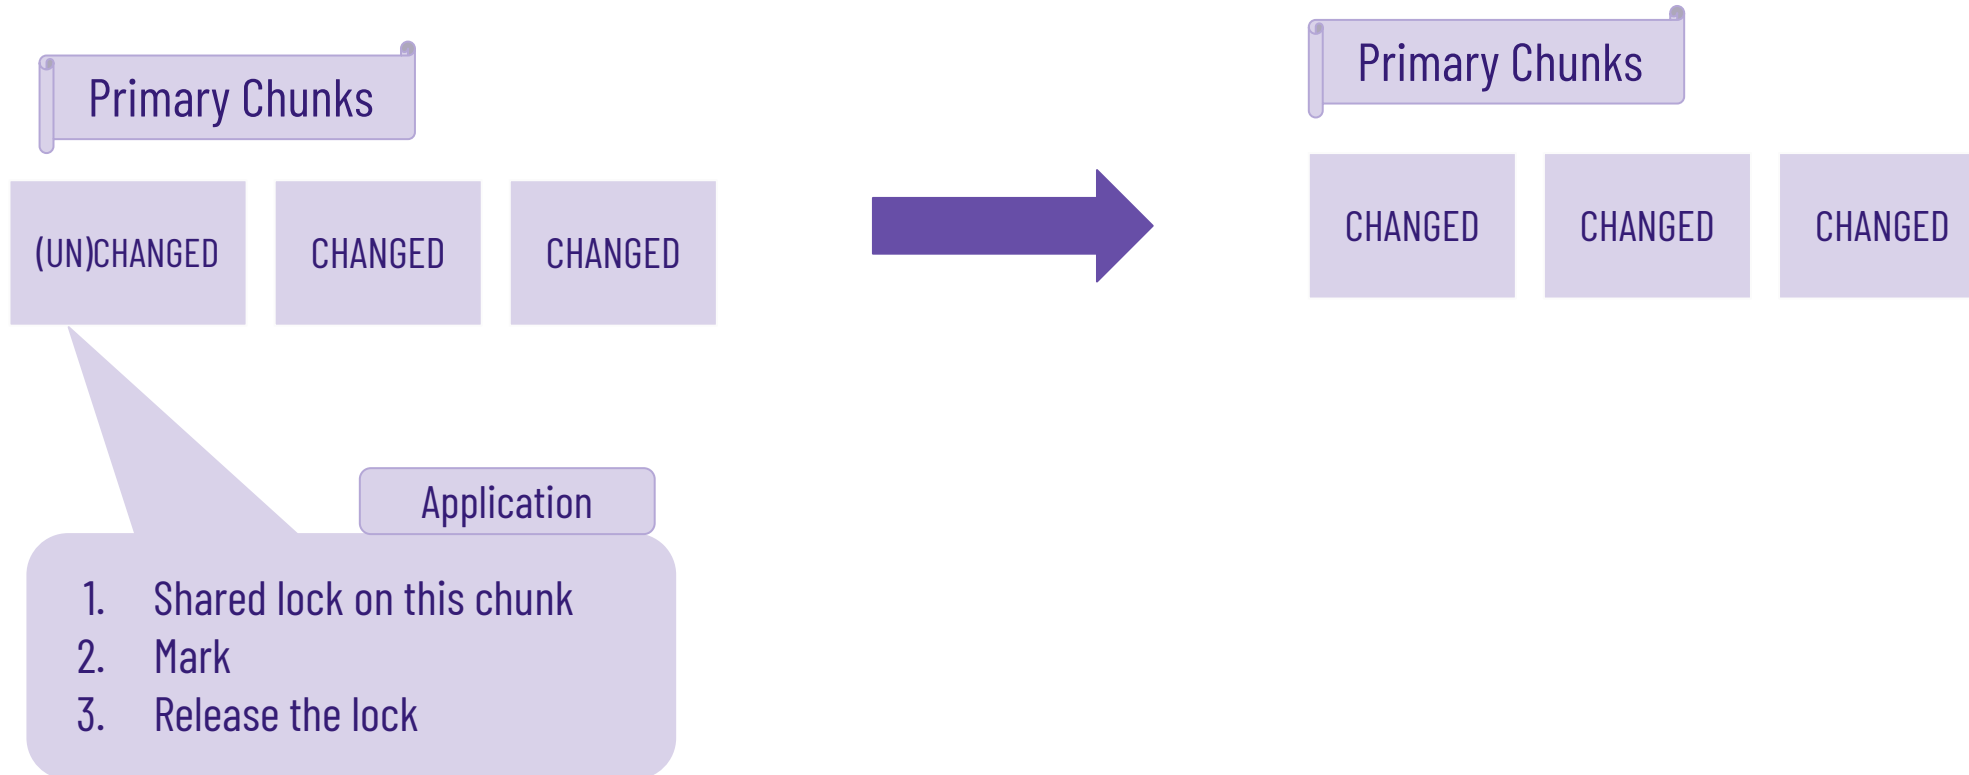 Primary Chunks
(UN)CHANGED
CHANGED
CHANGED
Application
1. Shared lock on this chunk
2. Mark
3. Release the lock
Primary Chunks
CHANGED
CHANGED
CHANGED